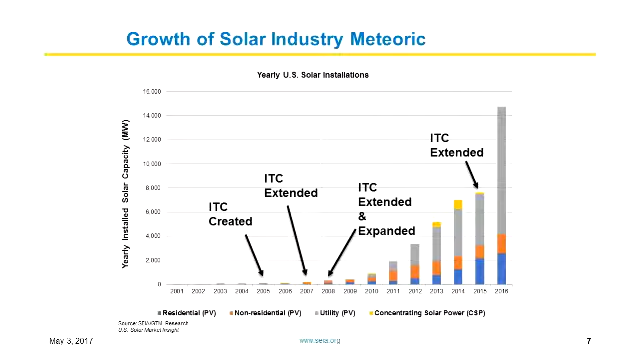 Growth of Solar Industry Meteoric
Yearly U.S. Solar Installations
Yearly Installed Solar Capacity (MW)
16,000
14,000
12,000
10,000
8,000
6,000
4,000
2,000
0
ITC
Created
ITC
Extended
ITC
Extended
&
Expanded
ITC
Extended
2001 2002 2003 2004 2005 2006 2007 2008 2009 2010 2011 2012 2013 2014 2015 2016
Residential (PV) Non-residential (PV) Utility (PV) Concentrating Solar Power (CSP)
Source: SEIA/GTM Research
U.S. Solar Market Insight
May 3, 2017
www.seia.org
7